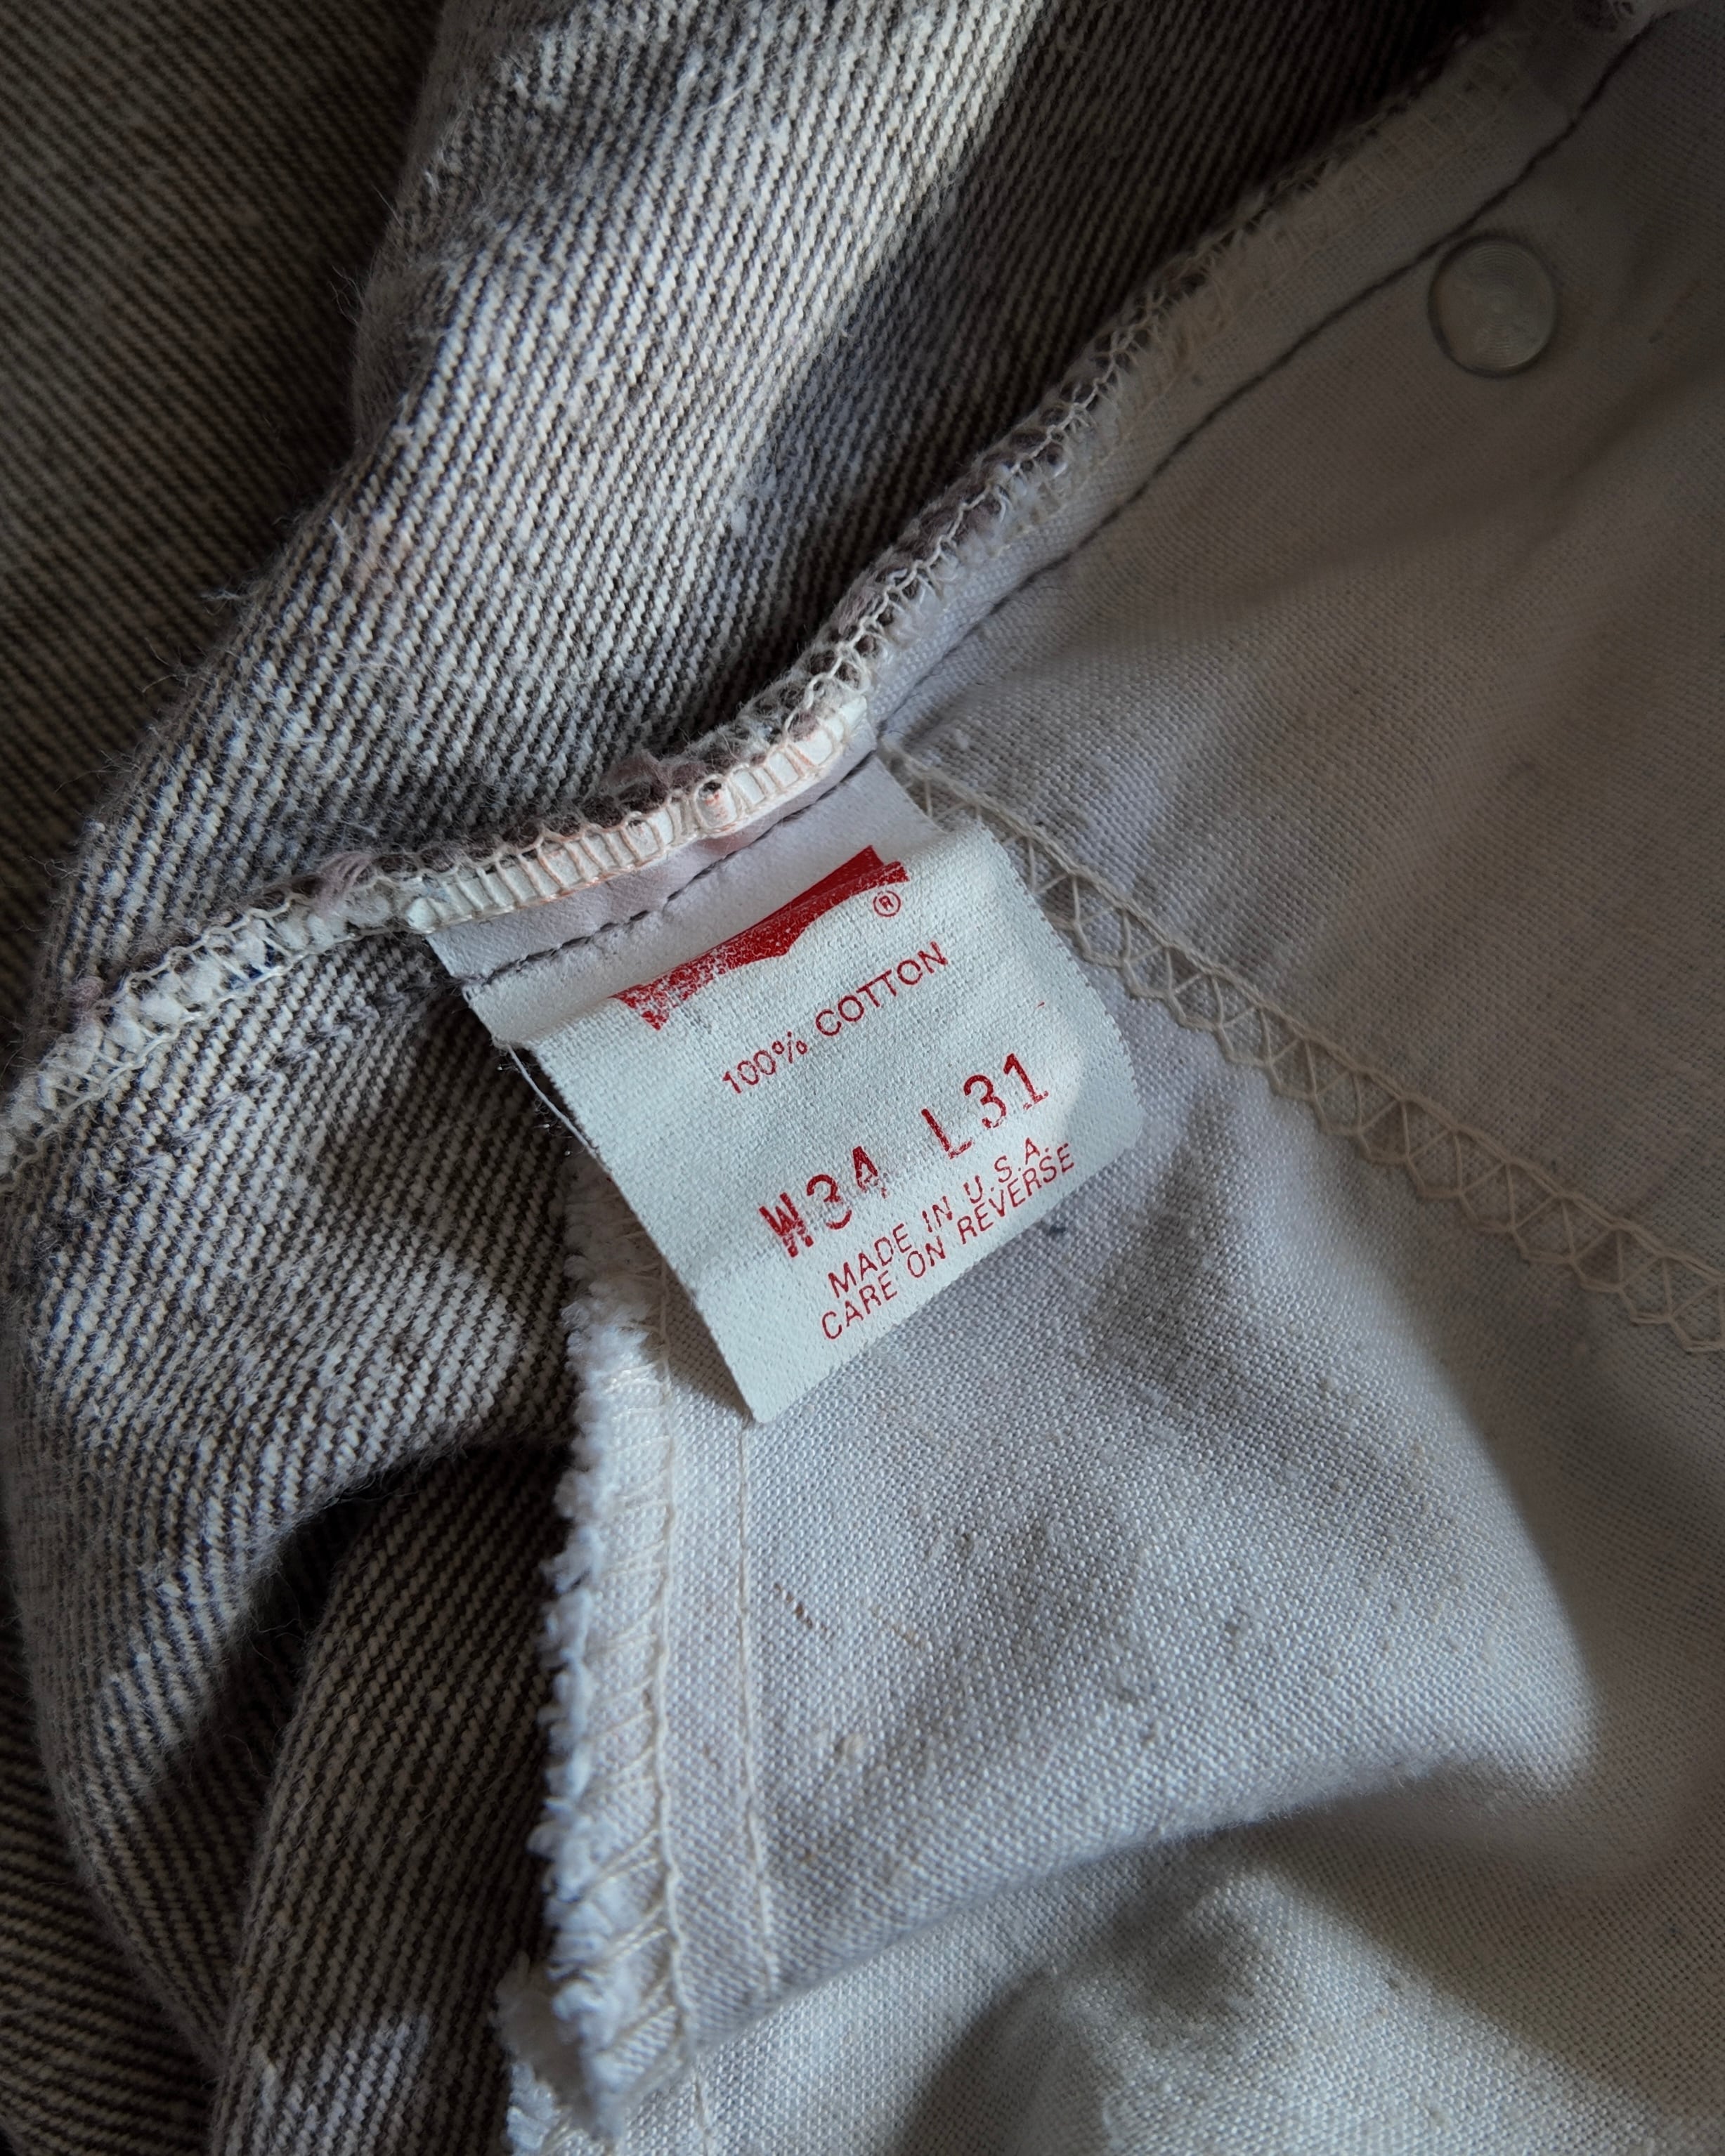 ®
100% COTTON
W34 L31
MADE IN U.S.A.
CARE ON REVERSE